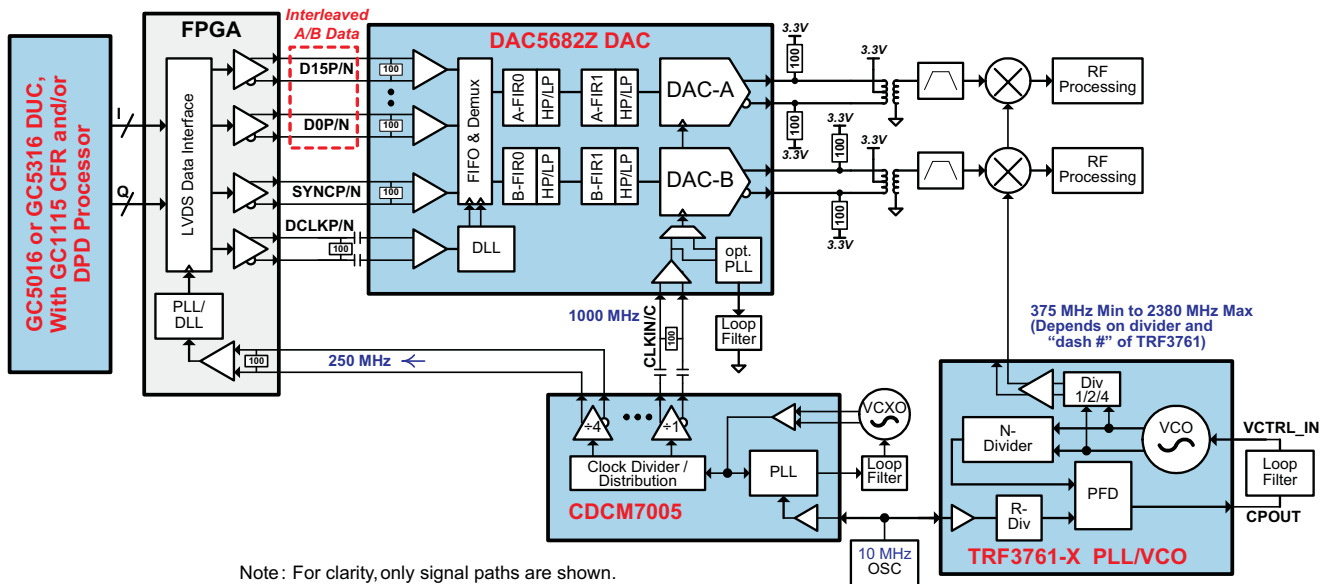 FPGA
Interleaved
A/B Data
DAC5682Z DAC
GC5016 or GC5316 DUC,
With GC1115 CFR and/or
DPD Processor
I
Q
LVDS Data Interface
PLL/
DLL
100
D15P/N
D0P/N
SYNCP/N
DCLKP/N
100
100
100
100
FIFO & Demux
DLL
A-FIR0
HP/LP
A-FIR1
HP/LP
B-FIR0
HP/LP
B-FIR1
HP/LP
DAC-A
DAC-B
opt.
PLL
Loop
Filter
3.3V
100
3.3V
100
3.3V
3.3V
100
3.3V
100
3.3V
RF
Processing
RF
Processing
1000 MHz
CLKIN/C
100
250 MHz
375 MHz Min to 2380 MHz Max
(Depends on divider and
“dash #” of TRF3761)
÷4
÷1
Clock Divider /
Distribution
PLL
VCXO
Loop
Filter
CDCM7005
10 MHz
OSC
Div
1/2/4
N-
Divider
VCO
PFD
R-
Div
VCTRL_IN
Loop
Filter
CPOUT
TRF3761-X PLL/VCO
Note: For clarity, only signal paths are shown.